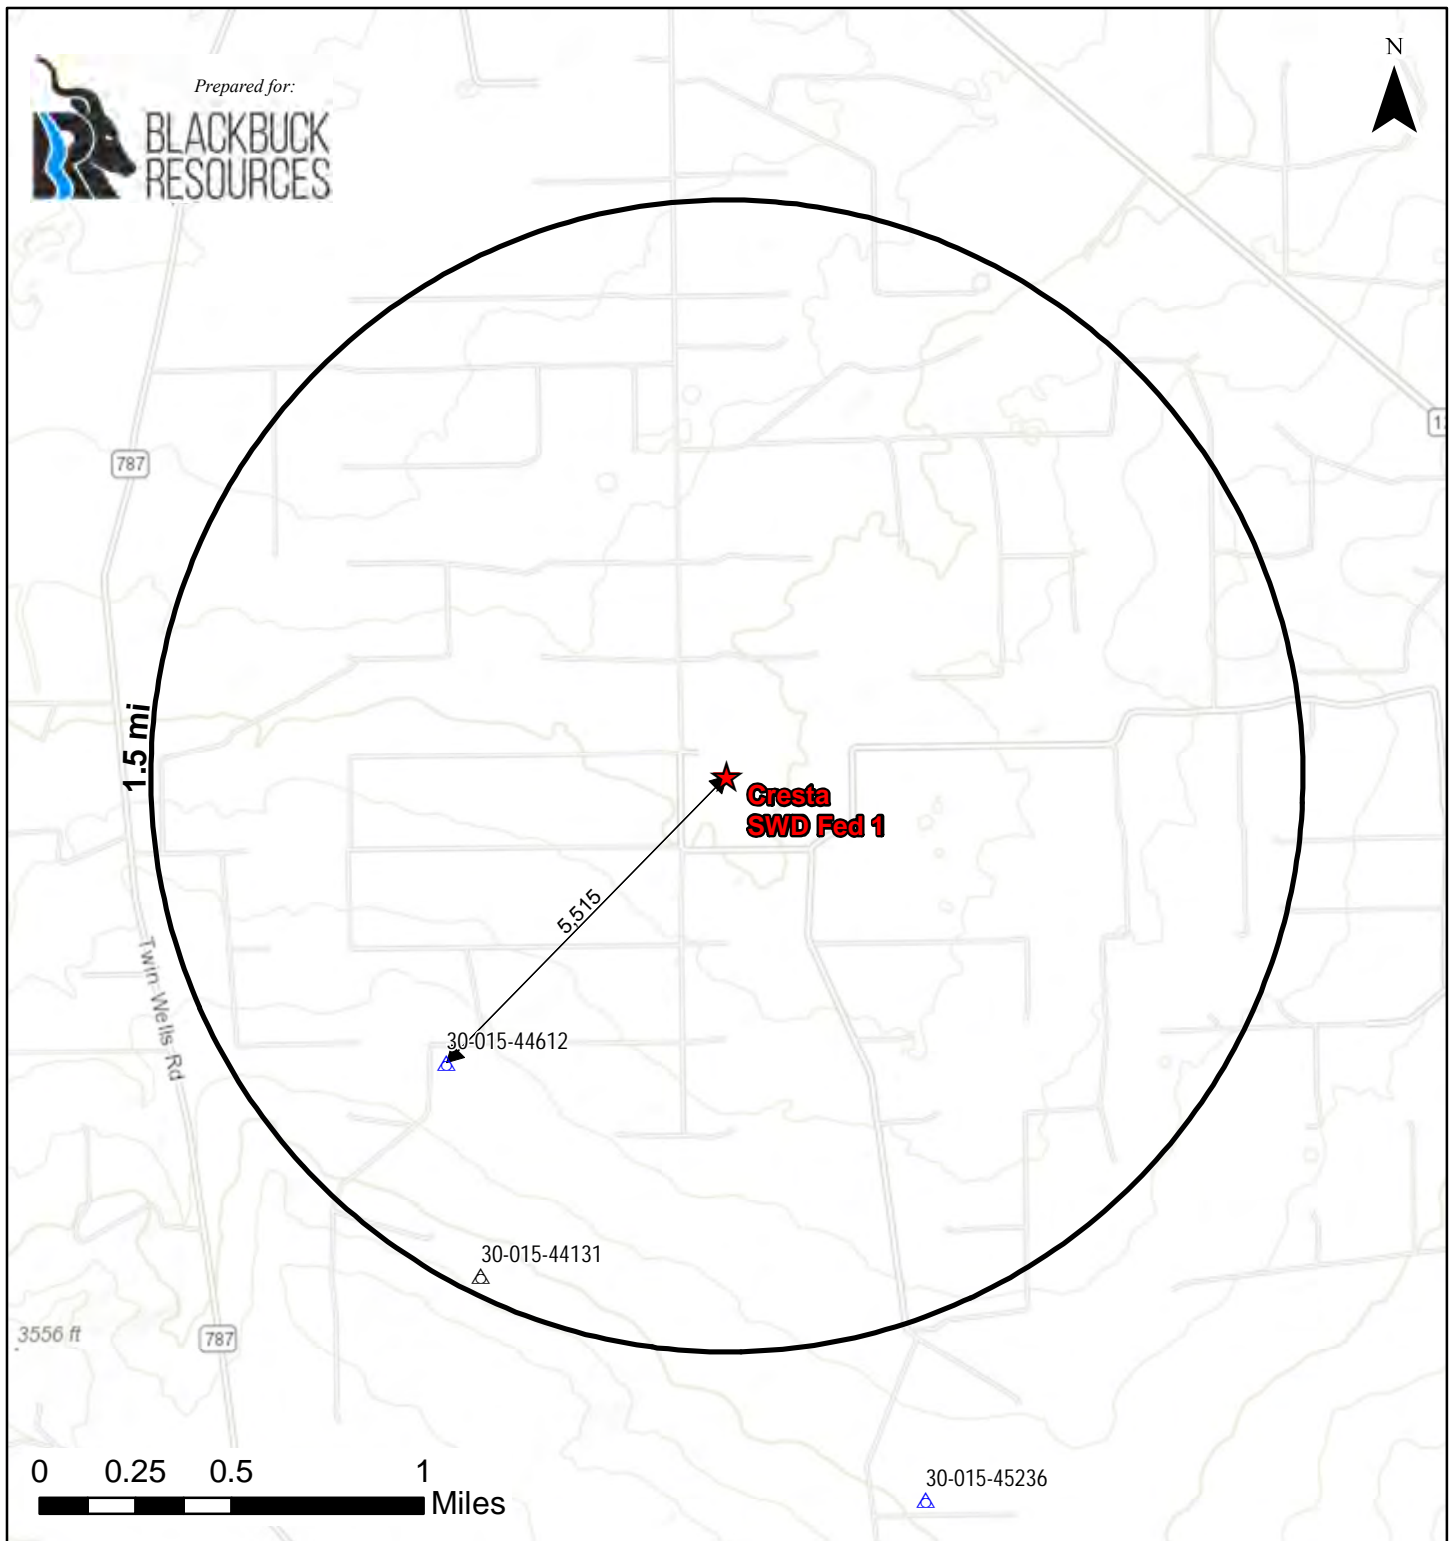 N
Prepared for:
BLACKBUCK
RESOURCES
787
1.5 mi
Cresta
SWD Fed 1
5,515
Twin-Wells-Rd
30-015-44612
30-015-44131
3556 ft
787
0 0.25 0.5 1
Miles
30-015-45236